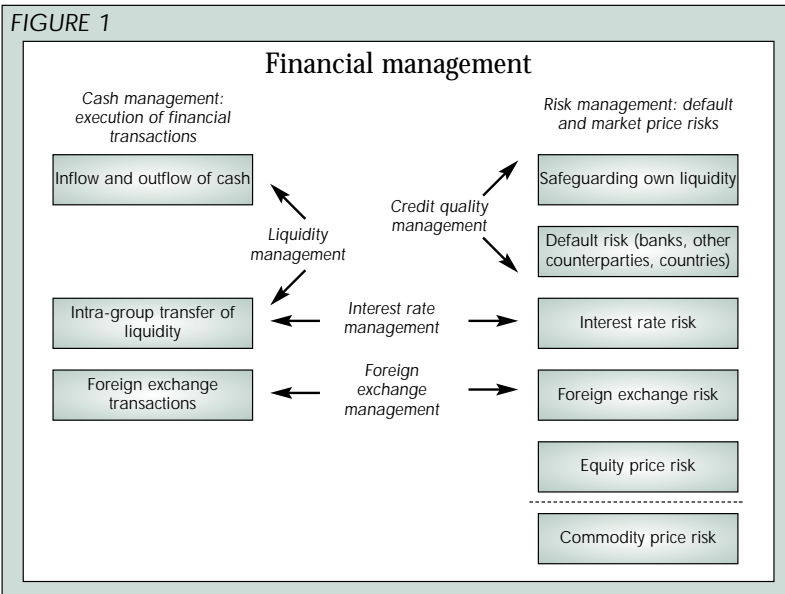 FIGURE 1
Financial management
Cash management:
execution of financial
transactions
Inflow and outflow of cash
Intra-group transfer of
liquidity
Foreign exchange
transactions
Liquidity
management
Credit quality
management
Interest rate
management
Foreign
exchange
management
Risk management: default
and market price risks
Safeguarding own liquidity
Default risk (banks, other
counterparties, countries)
Interest rate risk
Foreign exchange risk
Equity price risk
Commodity price risk